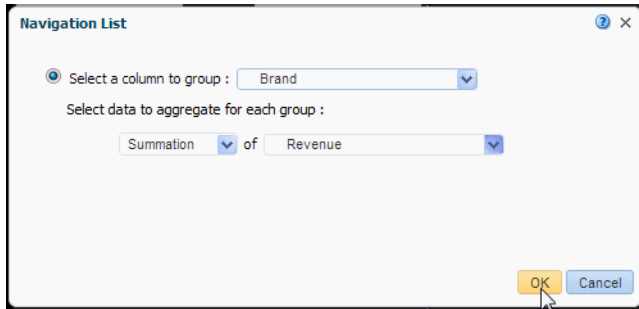 Navigation List
Select a column to group : Brand
Select data to aggregate for each group :
Summation of Revenue
OK Cancel